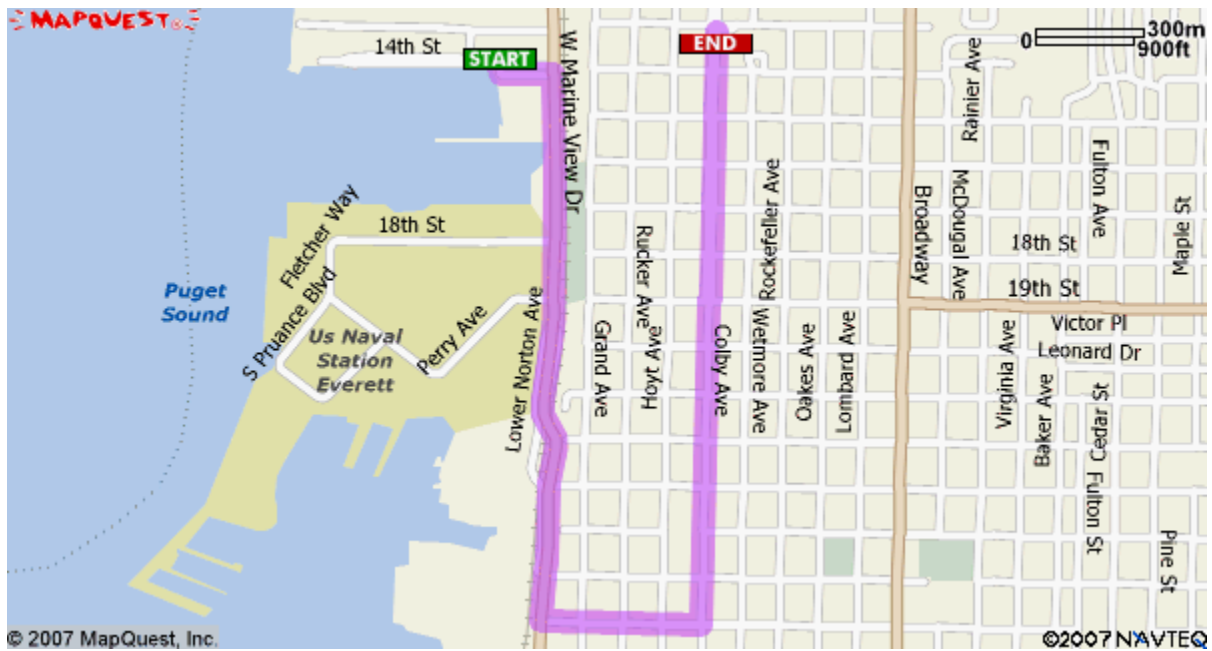 MAPQUEST
14th St
START
W Marine View Dr
END
0
300m
900ft
Rainier Ave
Fulton Ave
Maple St
Fletcher Way
18th St
Rucker Ave
Rockefeller Ave
Broadway
McDougal Ave
18th St
19th St
Puget
Sound
S Pruance Blvd
Us Naval
Station
Everett
Perry Ave
Lower Norton Ave
Grand Ave
Hoyt Ave
Colby Ave
Wetmore Ave
Oakes Ave
Lombard Ave
Victor Pl
Leonard Dr
Virginia Ave
Baker Ave
Cedar St
Fulton St
Pine St
© 2007 MapQuest, Inc.
©2007 NAVTEQ